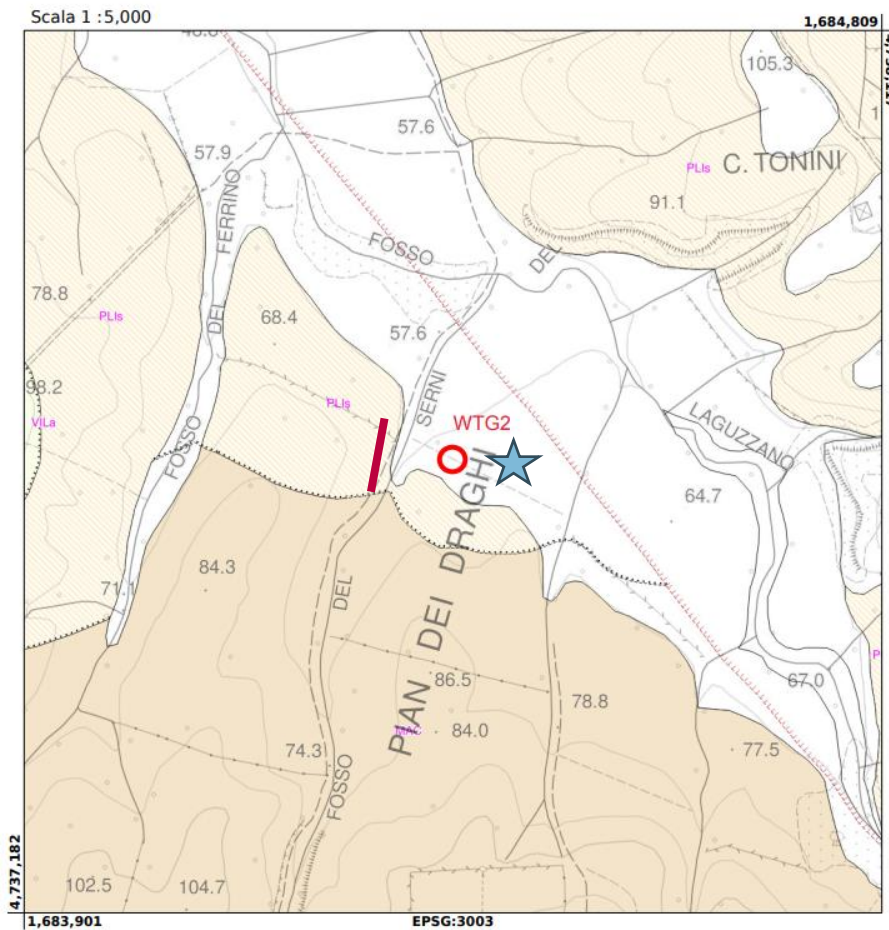 Scala 1 :5,000
1,684,809
105.3
57.6
57.9
C. TONINI
PLIs
91.1
FOSSO DEL FERRINO
FOSSO DEL
78.8
PLIs
68.4
57.6
98.2
VILa
PLIs
SERNI
WTG2
LAGUZZANO
64.7
84.3
71.1
DEL
PIAN DEI DRAGHI
86.5
78.8
67.0
MAC
84.0
74.3
77.5
FOSSO
102.5
104.7
4,737,182
1,683,901
EPSG:3003